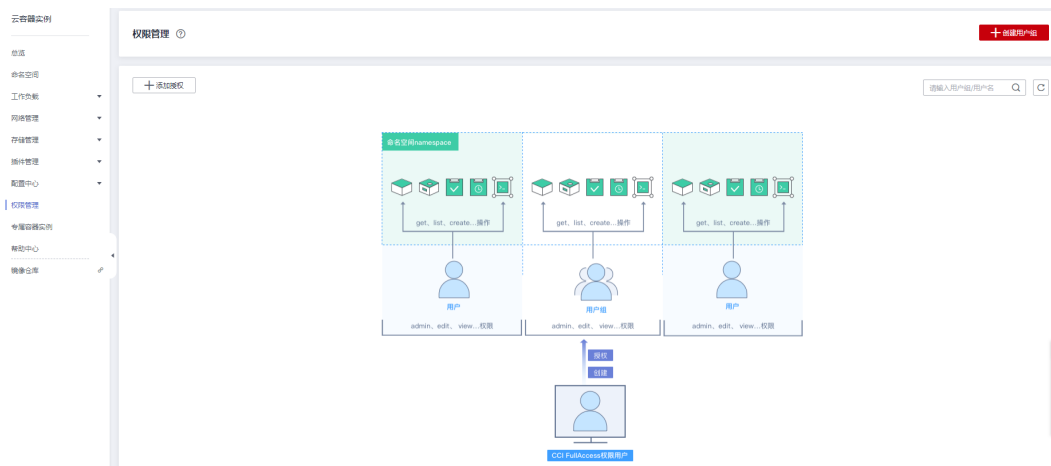 云容器实例
总览
命名空间
工作负载
网络管理
存储管理
插件管理
配置中心
权限管理
专属容器实例
帮助中心
镜像仓库
权限管理
创建用户组
添加授权
请输入用户组/用户名
命名空间namespace
get、list、create...操作
get、list、create...操作
get、list、create...操作
用户
用户组
用户
admin、edit、 view...权限
admin、edit、 view...权限
admin、edit、 view...权限
授权
创建
CCI FullAccess权限用户